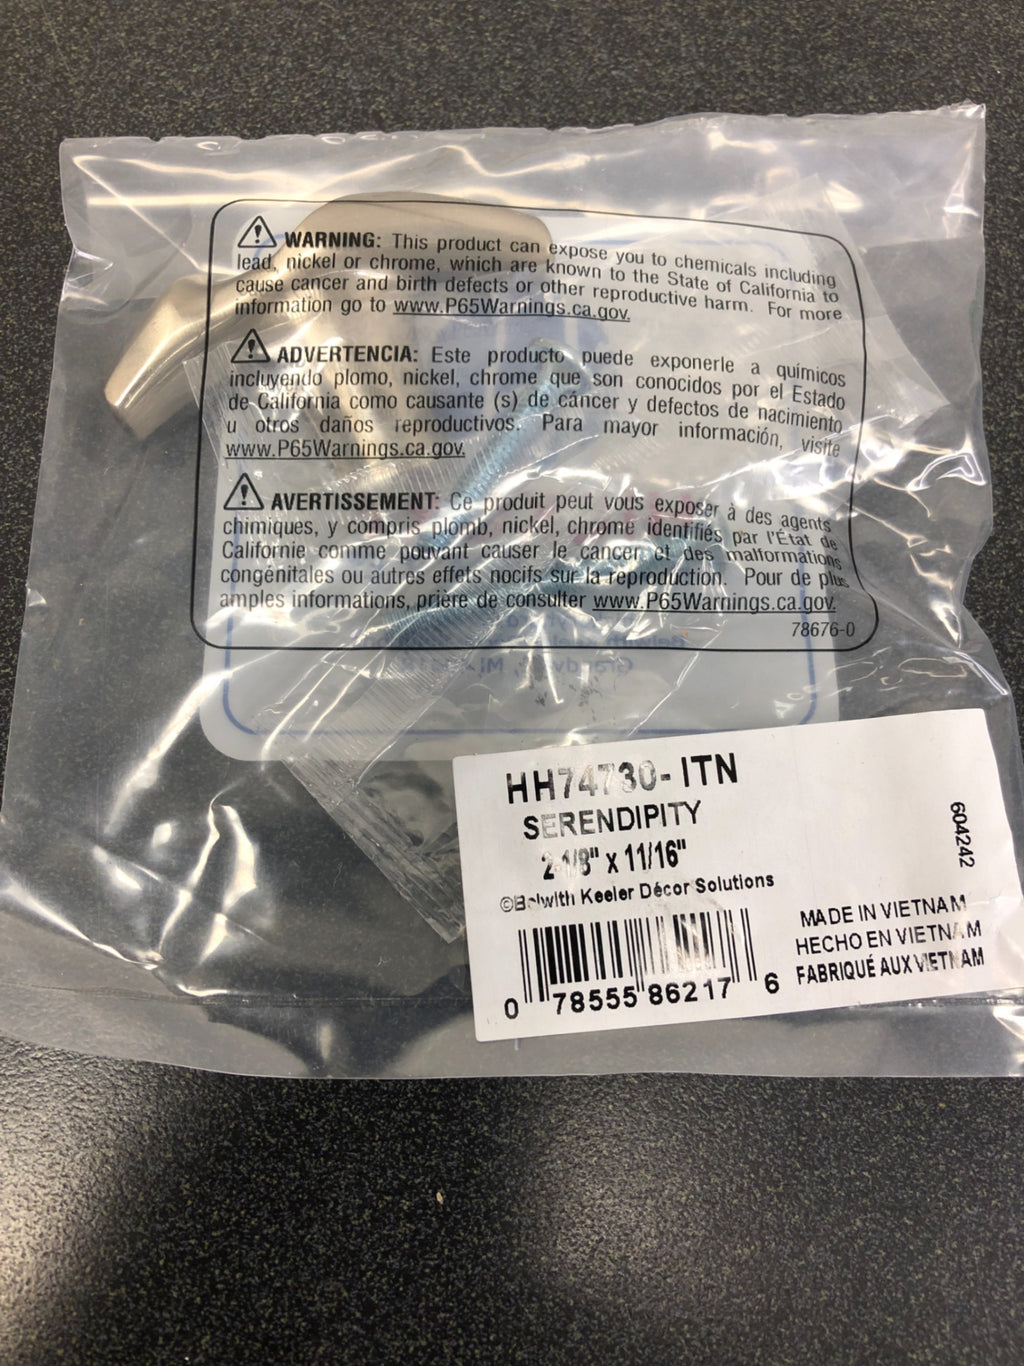 WARNING: This product can expose you to chemicals including
lead, nickel or chrome, which are known to the State of California to
cause cancer and birth defects or other reproductive harm. For more
information go to www.P65Warnings.ca.gov.
ADVERTENCIA: Este producto puede exponerle a químicos
incluyendo plomo, nickel, chrome que son conocidos por el Estado
de California como causante (s) de cáncer y defectos de nacimiento
u otros daños reproductivos. Para mayor información, visite
www.P65Warnings.ca.gov.
AVERTISSEMENT: Ce produit peut vous exposer à des agents
chimiques, y compris plomb, nickel, chrome identifiés par l'État de
Californie comme pouvant causer le cancer et des malformations
congénitales ou autres effets nocifs sur la reproduction. Pour de plus
amples informations, prière de consulter www.P65Warnings.ca.gov.
78676-0
HH74730-ITN
SERENDIPITY
2-1/8" x 11/16"
©Belwith Keeler Décor Solutions
604242
MADE IN VIETNAM
HECHO EN VIETNAM
FABRIQUÉ AUX VIETNAM
0 78555 86217 6